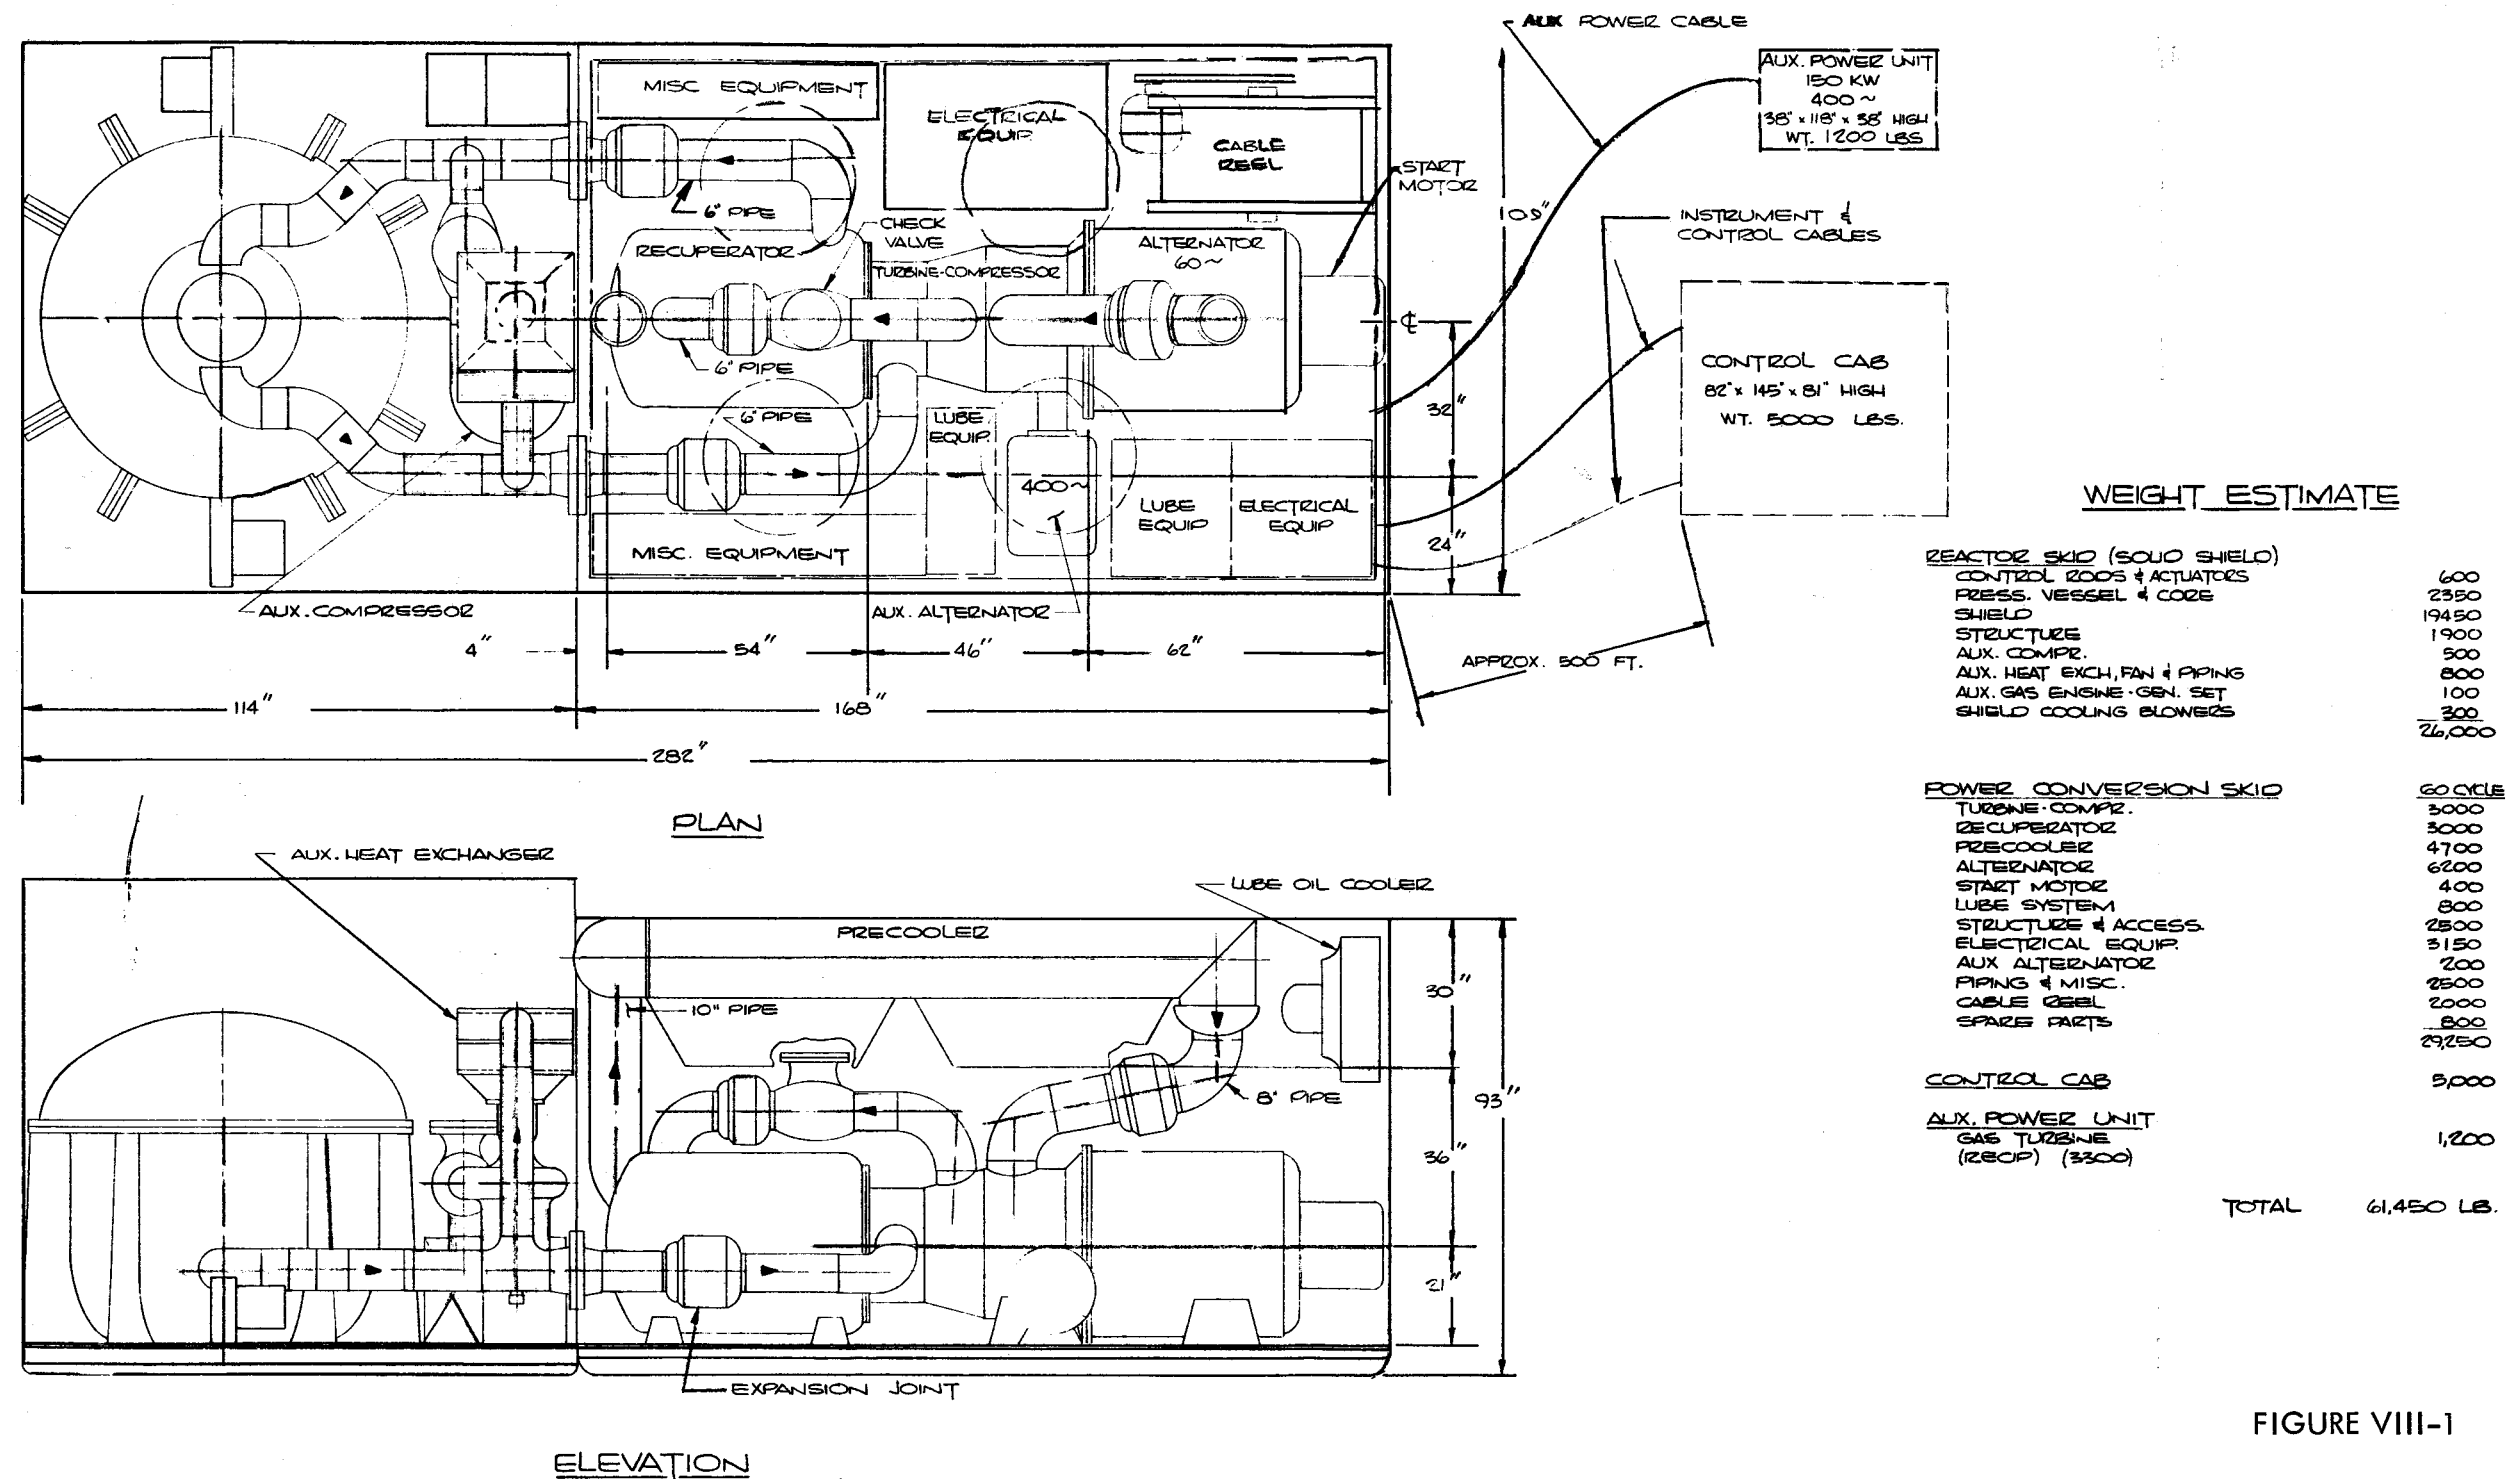 AUX POWER CABLE
AUX. POWER UNIT
150 KW
400 ~
38" x 118" x 38" HIGH
WT. 1200 LBS
MISC EQUIPMENT
ELECTRICAL
EQUIP
CABLE
REEL
START
MOTOR
109"
INSTRUMENT &
CONTROL CABLES
6" PIPE
RECUPERATOR
CHECK
VALVE
TURBINE-COMPRESSOR
ALTERNATOR
60~
6" PIPE
℄
32"
CONTROL CAB
82" x 145" x 81" HIGH
WT. 5000 LBS.
6" PIPE
LUBE
EQUIP.
400~
LUBE
EQUIP
ELECTRICAL
EQUIP
24"
MISC. EQUIPMENT
AUX. COMPRESSOR
AUX. ALTERNATOR
4"
54"
46"
62"
APPROX. 500 FT.
114"
168"
282"
PLAN
AUX. HEAT EXCHANGER
LUBE OIL COOLER
PRECOOLER
10" PIPE
30"
8" PIPE
93"
36"
21"
EXPANSION JOINT
ELEVATION
WEIGHT ESTIMATE
REACTOR SKID (SOLID SHIELD)
CONTROL RODS & ACTUATORS 600
PRESS. VESSEL & CORE 2350
SHIELD 19450
STRUCTURE 1900
AUX. COMPR. 500
AUX. HEAT EXCH, FAN & PIPING 800
AUX. GAS ENGINE-GEN. SET 100
SHIELD COOLING BLOWERS 300
26,000
POWER CONVERSION SKID 60 CYCLE
TURBINE-COMPR. 3000
RECUPERATOR 3000
PRECOOLER 4700
ALTERNATOR 6200
START MOTOR 400
LUBE SYSTEM 800
STRUCTURE & ACCESS. 2500
ELECTRICAL EQUIP. 3150
AUX ALTERNATOR 200
PIPING & MISC. 2500
CABLE REEL 2000
SPARE PARTS 800
29,250
CONTROL CAB 5,000
AUX. POWER UNIT
GAS TURBINE 1,200
(RECIP) (3300)
TOTAL 61,450 LB.
FIGURE VIII-1